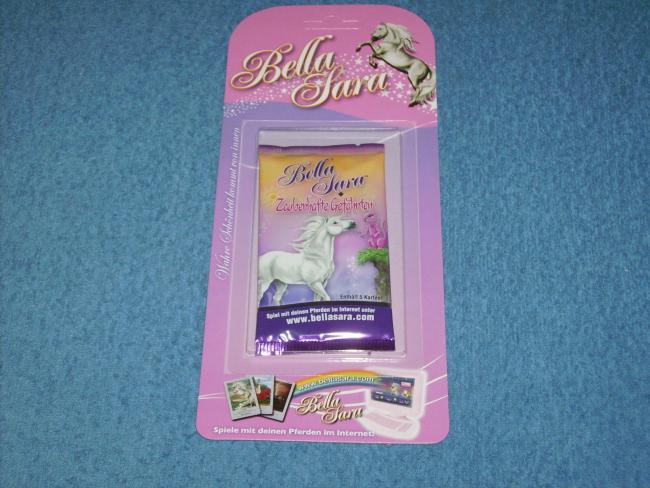 Bella
Sara
Wahre Schönheit kommt von innen
Bella
Sara
Zauberhafte Gefährten
Enthält 5 Karten!
Spiel mit deinen Pferden im Internet unter
www.bellasara.com
www.bellasara.com
Bella
Sara
Spiele mit deinen Pferden im Internet!